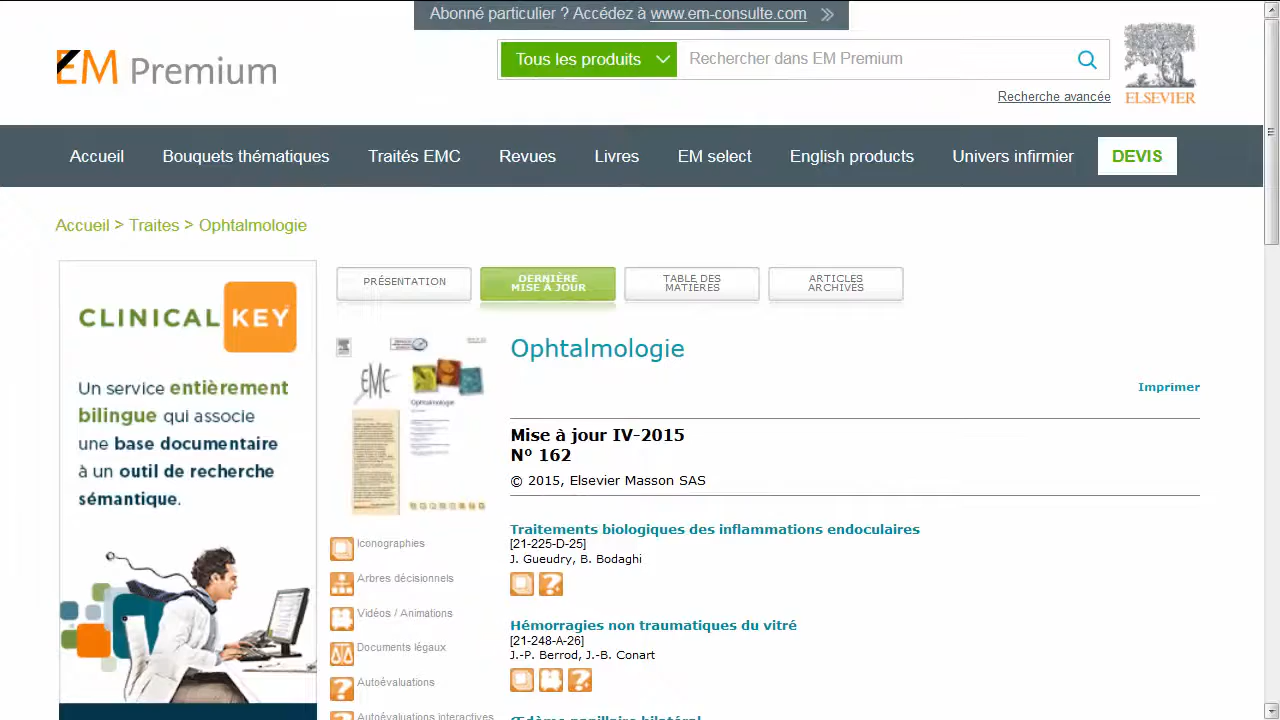 Abonné particulier ? Accédez à www.em-consulte.com
EM Premium
Tous les produits
Rechercher dans EM Premium
Recherche avancée
ELSEVIER
Accueil Bouquets thématiques Traités EMC Revues Livres EM select English products Univers infirmier DEVIS
Accueil > Traites > Ophtalmologie
CLINICAL KEY
Un service entièrement
bilingue qui associe
une base documentaire
à un outil de recherche
sémantique.
PRÉSENTATION
DERNIÈRE
MISE À JOUR
TABLE DES
MATIÈRES
ARTICLES
ARCHIVES
EMC
Ophtalmologie
Iconographies
Arbres décisionnels
Vidéos / Animations
Documents légaux
Autoévaluations
Autoévaluations interactives
Ophtalmologie
Imprimer
Mise à jour IV-2015
Nº 162
© 2015, Elsevier Masson SAS
Traitements biologiques des inflammations endoculaires
[21-225-D-25]
J. Gueudry, B. Bodaghi
Hémorragies non traumatiques du vitré
[21-248-A-26]
J.-P. Berrod, J.-B. Conart
Œdème papillaire bilatéral